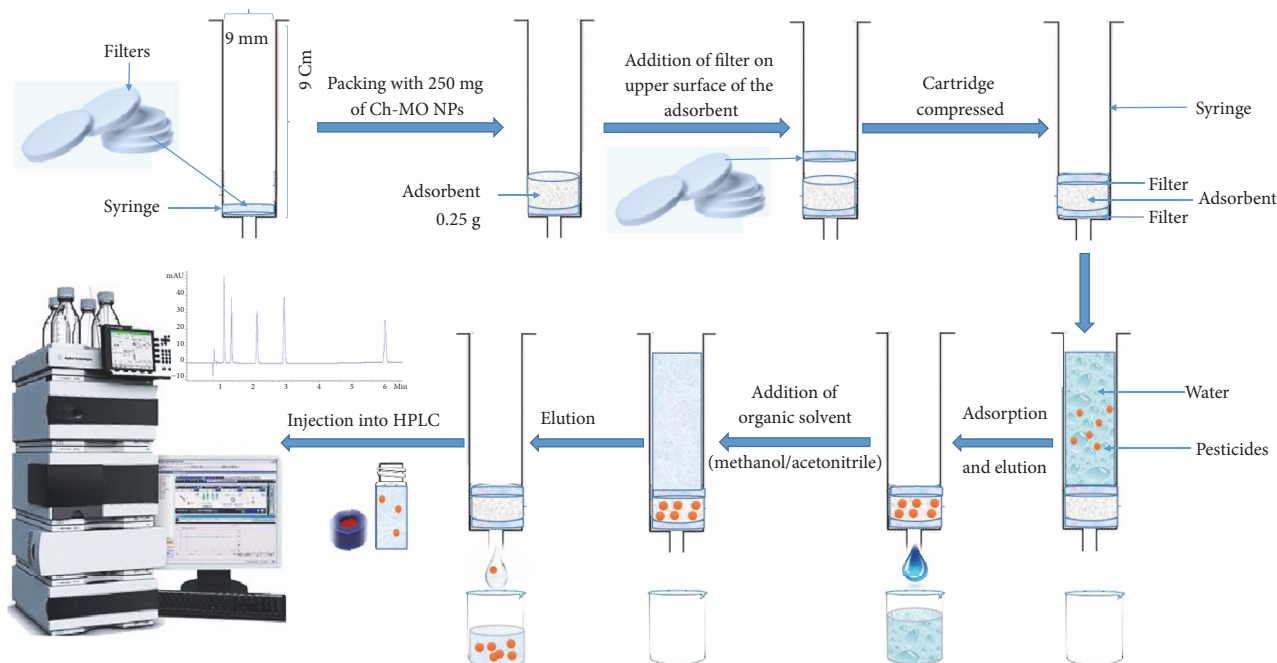 Filters
9 mm
9 Cm
Syringe
Packing with 250 mg
of Ch-MO NPs
Adsorbent
0.25 g
Addition of filter on
upper surface of the
adsorbent
Cartridge
compressed
Syringe
Filter
Adsorbent
Filter
Water
Pesticides
Adsorption
and elution
Addition of
organic solvent
(methanol/acetonitrile)
Elution
Injection into HPLC
mAU
50
40
30
20
10
0
−10
1 2 3 4 5 6 Min
Agilent Technologies